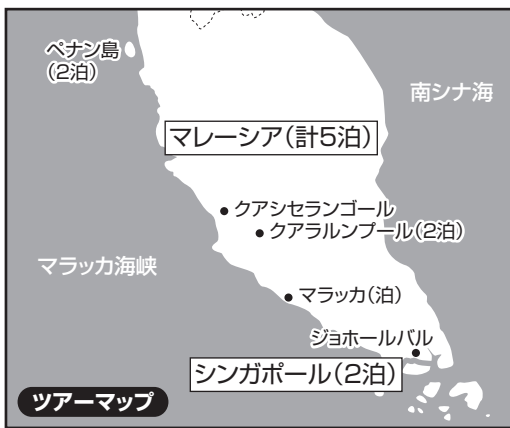 ペナン島
(2泊)
南シナ海
マレーシア(計5泊)
クアシセランゴール
クアラルンプール(2泊)
マラッカ海峡
マラッカ(泊)
ジョホールバル
シンガポール(2泊)
ツアーマップ